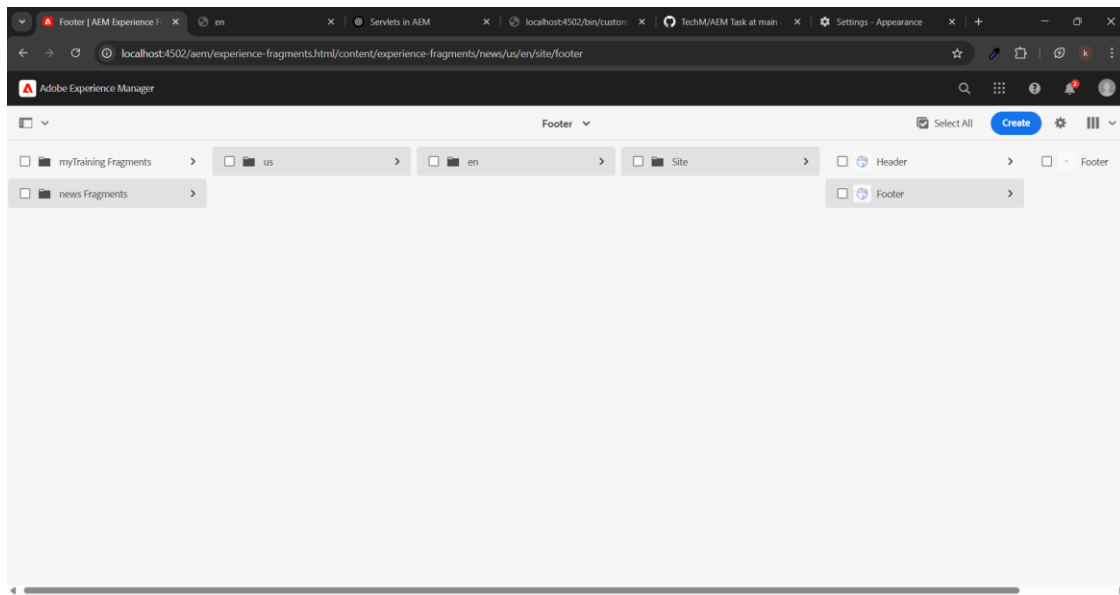 Footer | AEM Experience Fr
en
Servlets in AEM
localhost:4502/bin/custom
TechM/AEM Task at main
Settings - Appearance
localhost:4502/aem/experience-fragments.html/content/experience-fragments/news/us/en/site/footer
k
Adobe Experience Manager
2
Footer
Select All
Create
myTraining Fragments
us
en
Site
Header
Footer
news Fragments
Footer